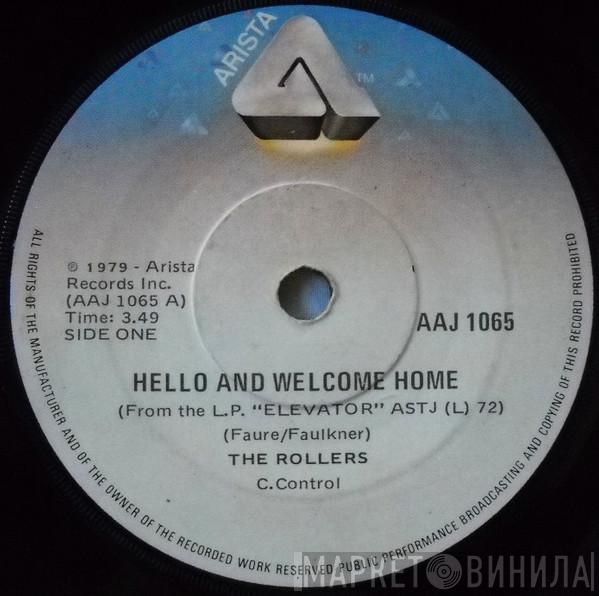 ARISTA
TM
℗ 1979 - Arista
Records Inc.
(AAJ 1065 A)
Time: 3.49
SIDE ONE
AAJ 1065
HELLO AND WELCOME HOME
(From the L.P. "ELEVATOR" ASTJ (L) 72)
(Faure/Faulkner)
THE ROLLERS
C.Control
ALL RIGHTS OF THE MANUFACTURER AND OF THE OWNER OF THE RECORDED WORK RESERVED PUBLIC PERFORMANCE BROADCASTING AND COPYING OF THIS RECORD PROHIBITED
МАРКЕТ ВИНИЛА